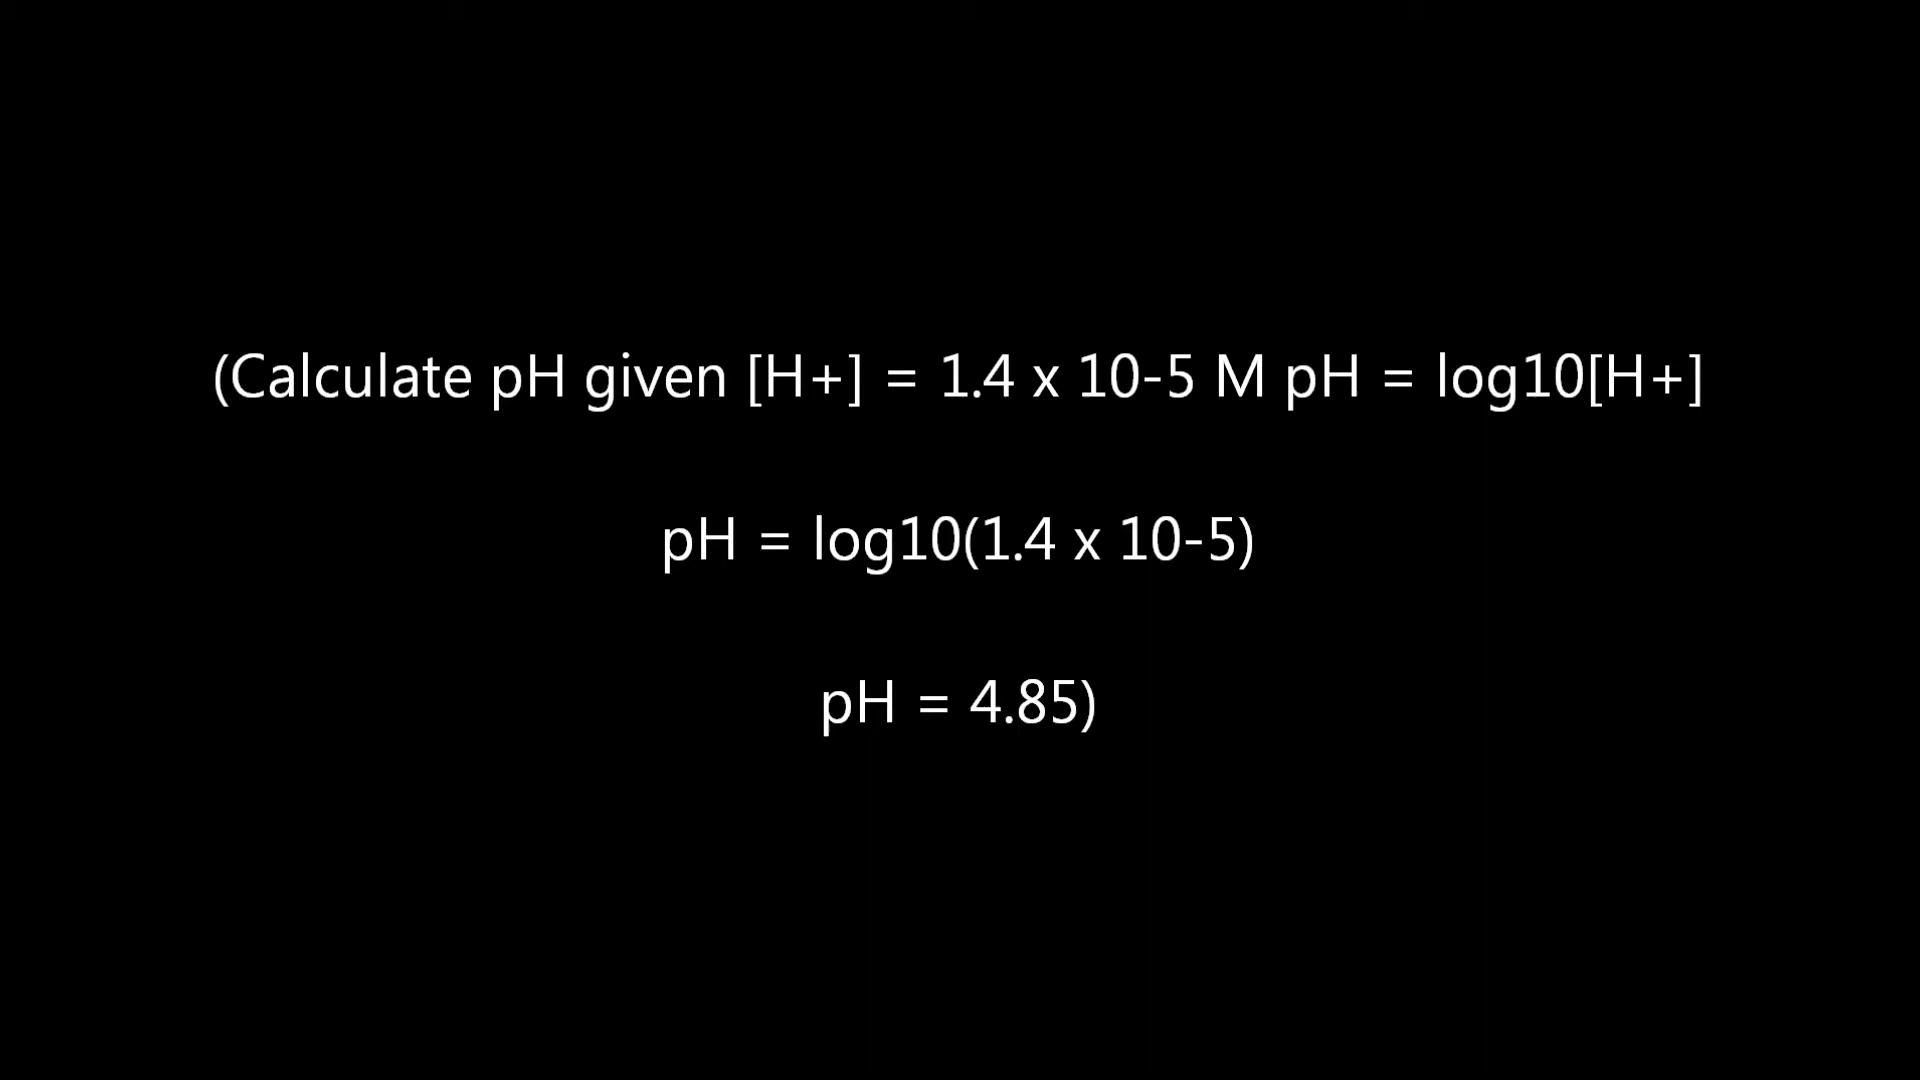 (Calculate pH given [H+] = 1.4 x 10-5 M pH = log10[H+]
pH = log10(1.4 x 10-5)
pH = 4.85)